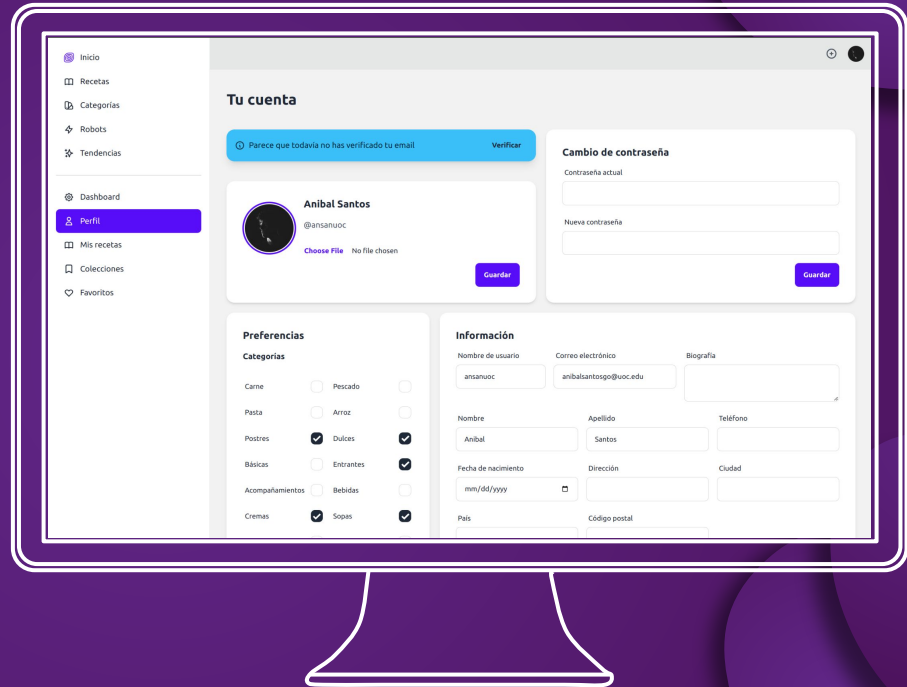 Inicio
Recetas
Categorías
Robots
Tendencias
Dashboard
Perfil
Mis recetas
Colecciones
Favoritos
Tu cuenta
Parece que todavía no has verificado tu email Verificar
Anibal Santos
@ansanuoc
Choose File No file chosen
Guardar
Cambio de contraseña
Contraseña actual
Nueva contraseña
Guardar
Preferencias
Categorías
Carne Pescado
Pasta Arroz
Postres Dulces
Básicas Entrantes
Acompañamientos Bebidas
Cremas Sopas
Información
Nombre de usuario Correo electrónico Biografía
ansanuoc anibalsantosgo@uoc.edu
Nombre Apellido Teléfono
Anibal Santos
Fecha de nacimiento Dirección Ciudad
mm/dd/yyyy
País Código postal